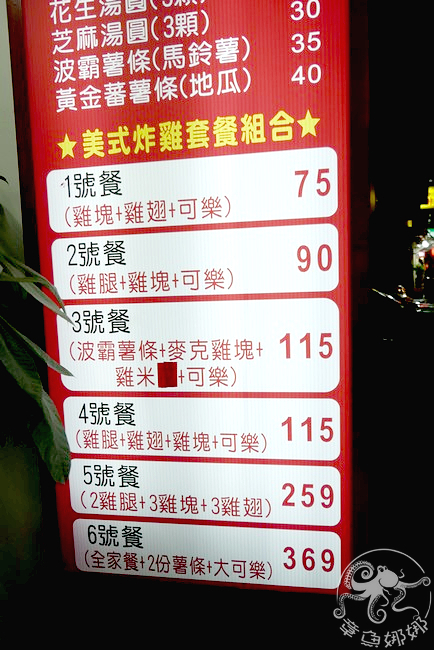 花生湯圓(3顆) 30
芝麻湯圓(3顆)
波霸薯條(馬鈴薯) 35
黃金蕃薯條(地瓜) 40
★美式炸雞套餐組合★
1號餐 75
(雞塊+雞翅+可樂)
2號餐 90
(雞腿+雞塊+可樂)
3號餐
(波霸薯條+麥克雞塊+ 115
雞米+可樂)
4號餐 115
(雞腿+雞翅+雞塊+可樂)
5號餐 259
(2雞腿+3雞塊+3雞翅)
6號餐 369
(全家餐+2份薯條+大可樂)
章魚娜娜